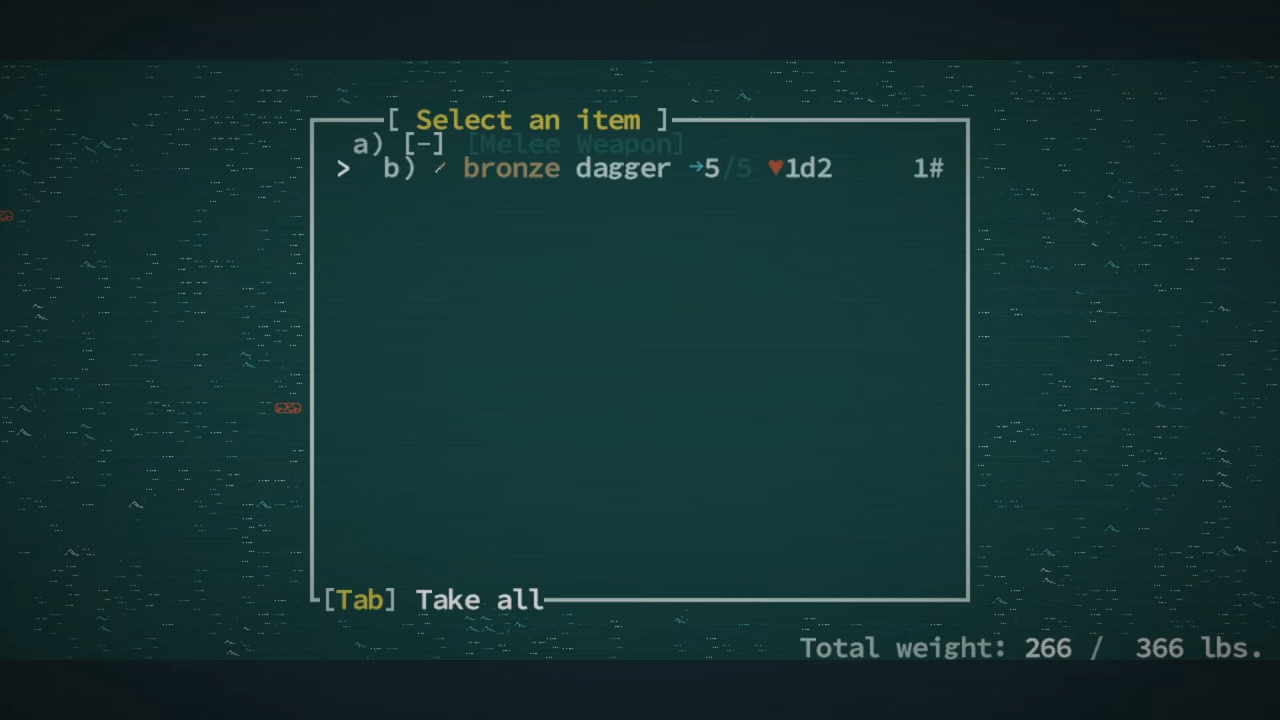 [ Select an item ]
a) [-] [Melee Weapon]
> b) bronze dagger →5/5 ♥1d2 1#
[Tab] Take all
Total weight: 266 / 366 lbs.